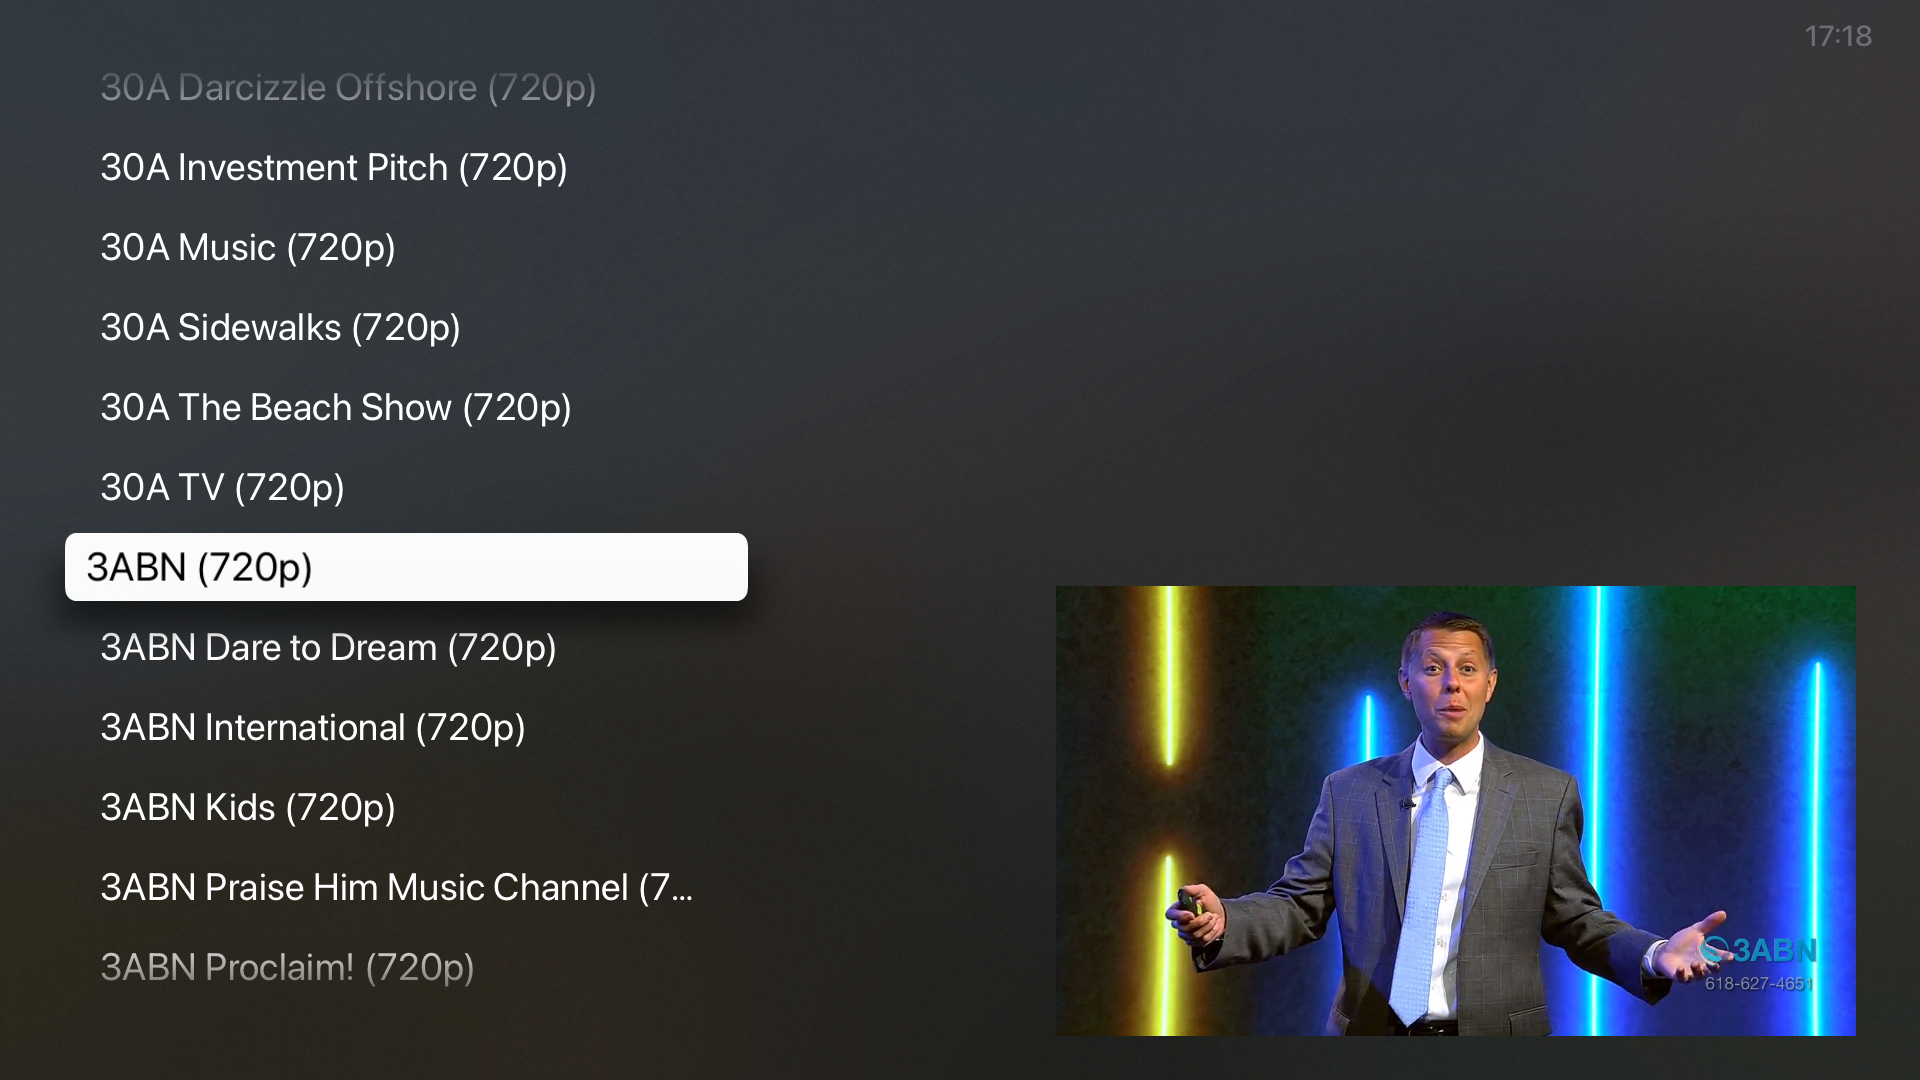 17:18
30A Darcizzle Offshore (720p)
30A Investment Pitch (720p)
30A Music (720p)
30A Sidewalks (720p)
30A The Beach Show (720p)
30A TV (720p)
3ABN (720p)
3ABN Dare to Dream (720p)
3ABN International (720p)
3ABN Kids (720p)
3ABN Praise Him Music Channel (7...
3ABN Proclaim! (720p)
3ABN
618-627-4651